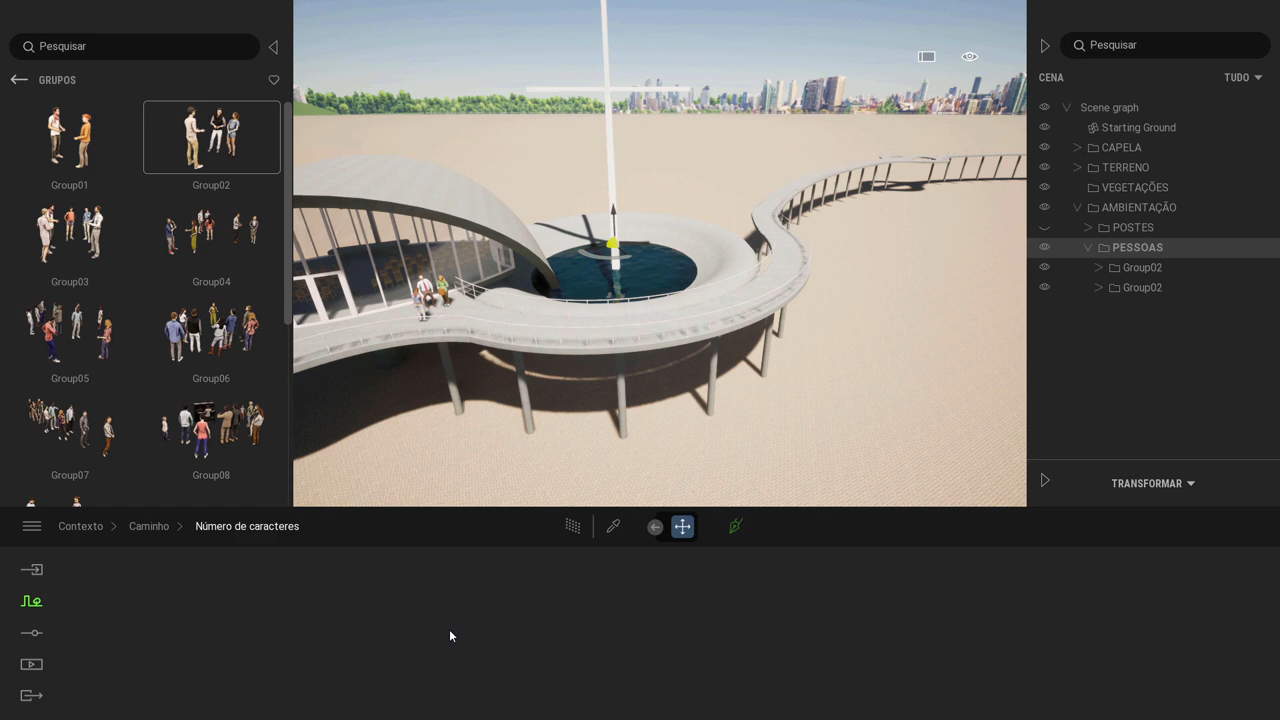 Pesquisar
GRUPOS
Group01
Group02
Group03
Group04
Group05
Group06
Group07
Group08
Pesquisar
CENA
TUDO
Scene graph
Starting Ground
CAPELA
TERRENO
VEGETAÇÕES
AMBIENTAÇÃO
POSTES
PESSOAS
Group02
Group02
TRANSFORMAR
Contexto
Caminho
Número de caracteres